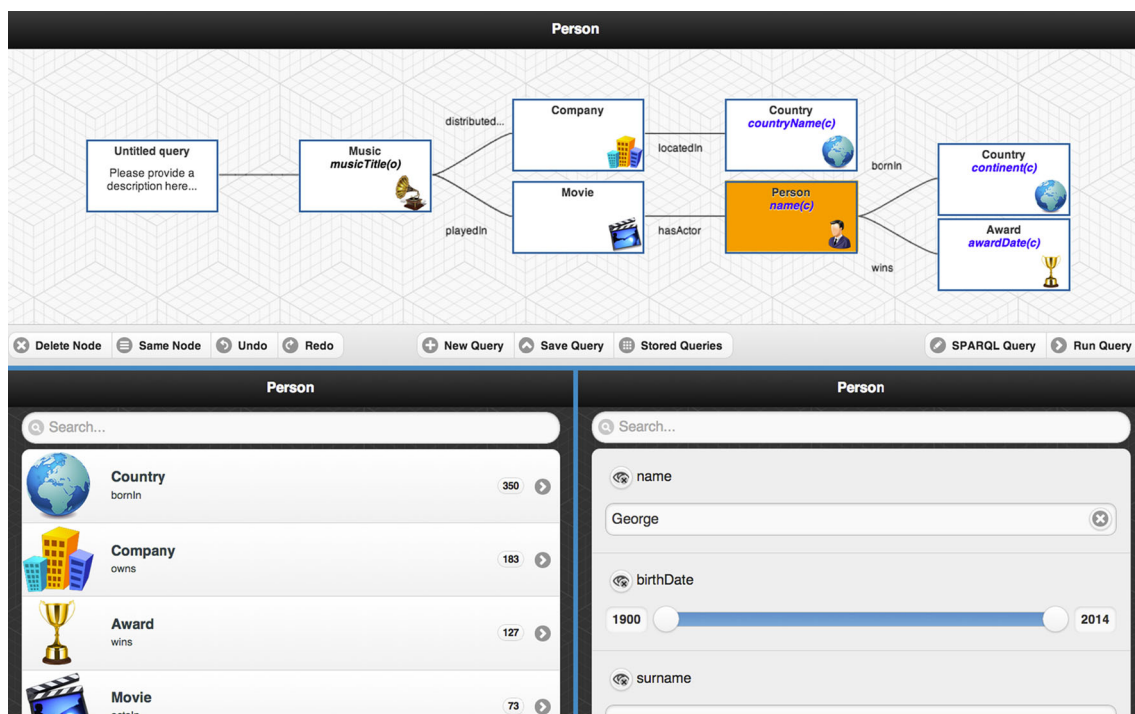 Person
Untitled query
Please provide a
description here...
Music
musicTitle(o)
distributed...
playedIn
Company
Movie
locatedIn
hasActor
Country
countryName(c)
Person
name(c)
bornIn
wins
Country
continent(c)
Award
awardDate(c)
Delete Node Same Node Undo Redo New Query Save Query Stored Queries SPARQL Query Run Query
Person
Search...
Country
bornIn
350
Company
owns
183
Award
wins
127
Movie
73
Person
Search...
name
George
birthDate
1900 2014
surname